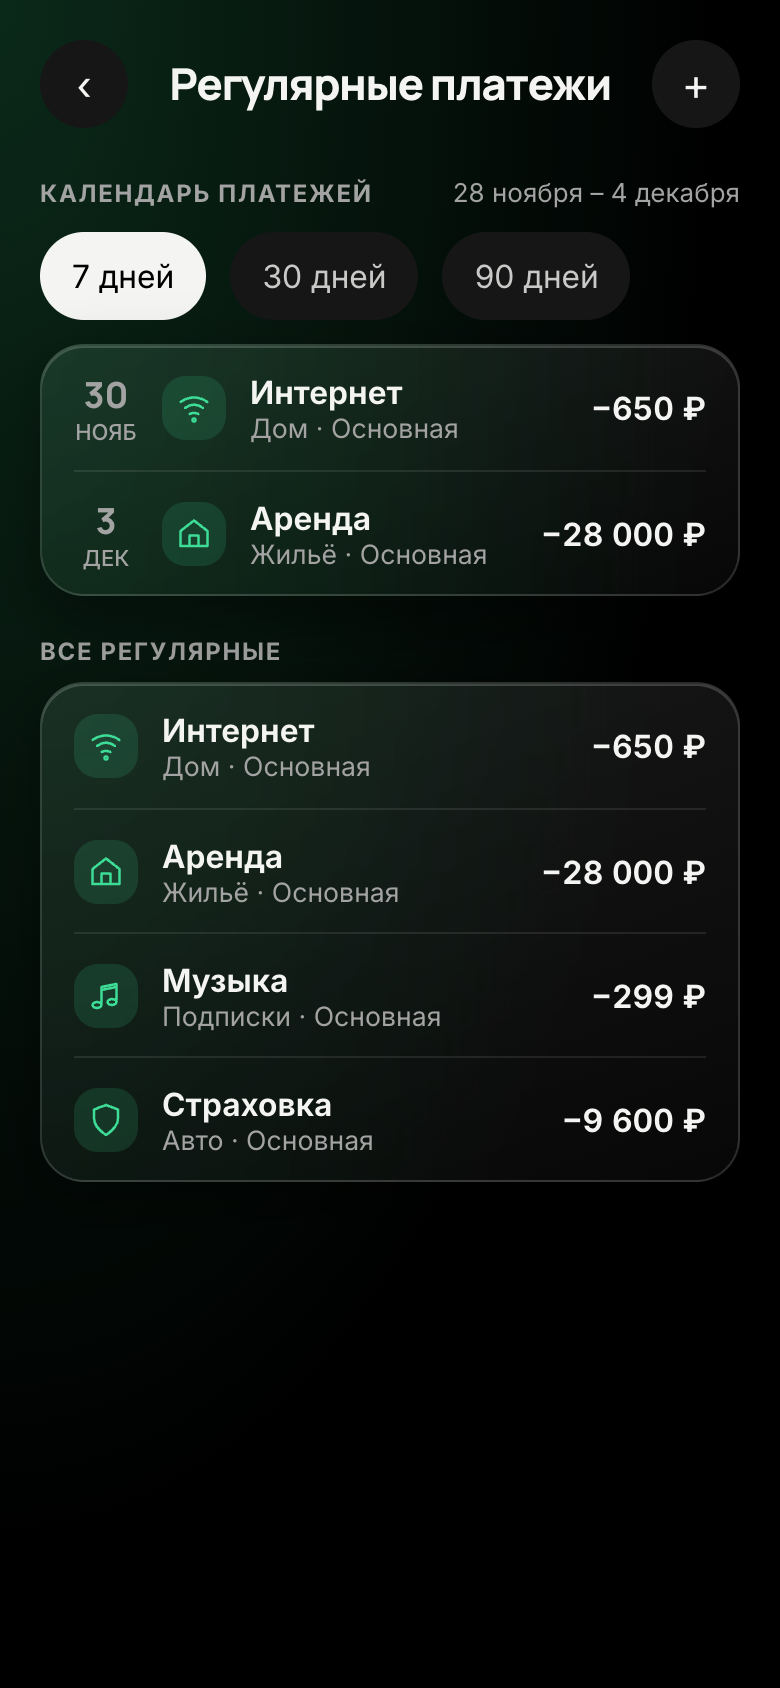 ‹ Регулярные платежи +
КАЛЕНДАРЬ ПЛАТЕЖЕЙ 28 ноября – 4 декабря
7 дней 30 дней 90 дней
30 Интернет −650 ₽
НОЯБ Дом · Основная
3 Аренда −28 000 ₽
ДЕК Жильё · Основная
ВСЕ РЕГУЛЯРНЫЕ
Интернет −650 ₽
Дом · Основная
Аренда −28 000 ₽
Жильё · Основная
Музыка −299 ₽
Подписки · Основная
Страховка −9 600 ₽
Авто · Основная